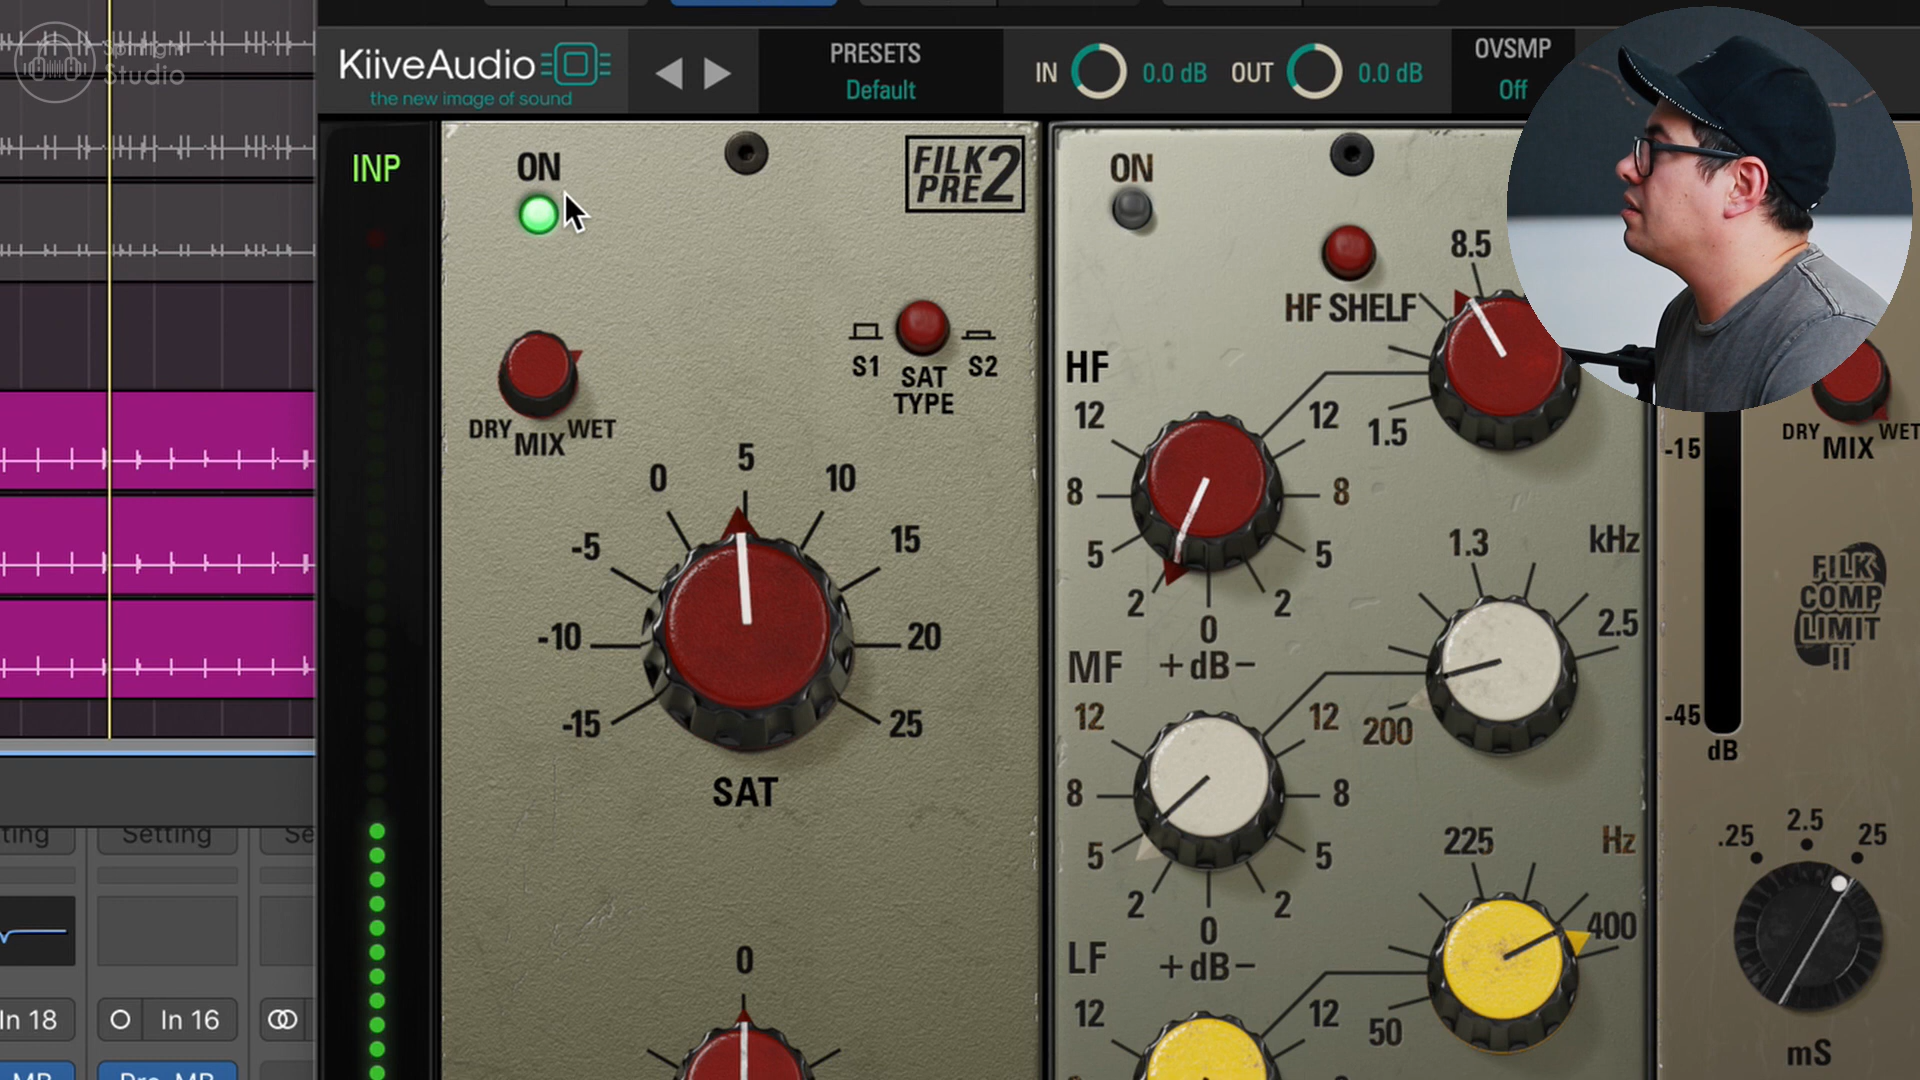 Spinlight
Studio
KiiveAudio
the new image of sound
PRESETS
Default
IN 0.0 dB OUT 0.0 dB
OVSMP
Off
INP
ON
FILK
PRE 2
DRY MIX WET
S1 SAT TYPE S2
0 5 10
-5 15
-10 20
-15 25
SAT
0
ON
HF SHELF
8.5
1.5
HF
12 12
8 8
5 5
2 2
0
+dB-
1.3 kHz
2.5
200
MF
12 12
8 8
5 5
2 2
0
+dB-
225 Hz
400
50
LF
12 12
DRY MIX WET
-15
-45
dB
FILK
COMP
LIMIT
II
.25 2.5 25
mS
Setting
In 18
In 16